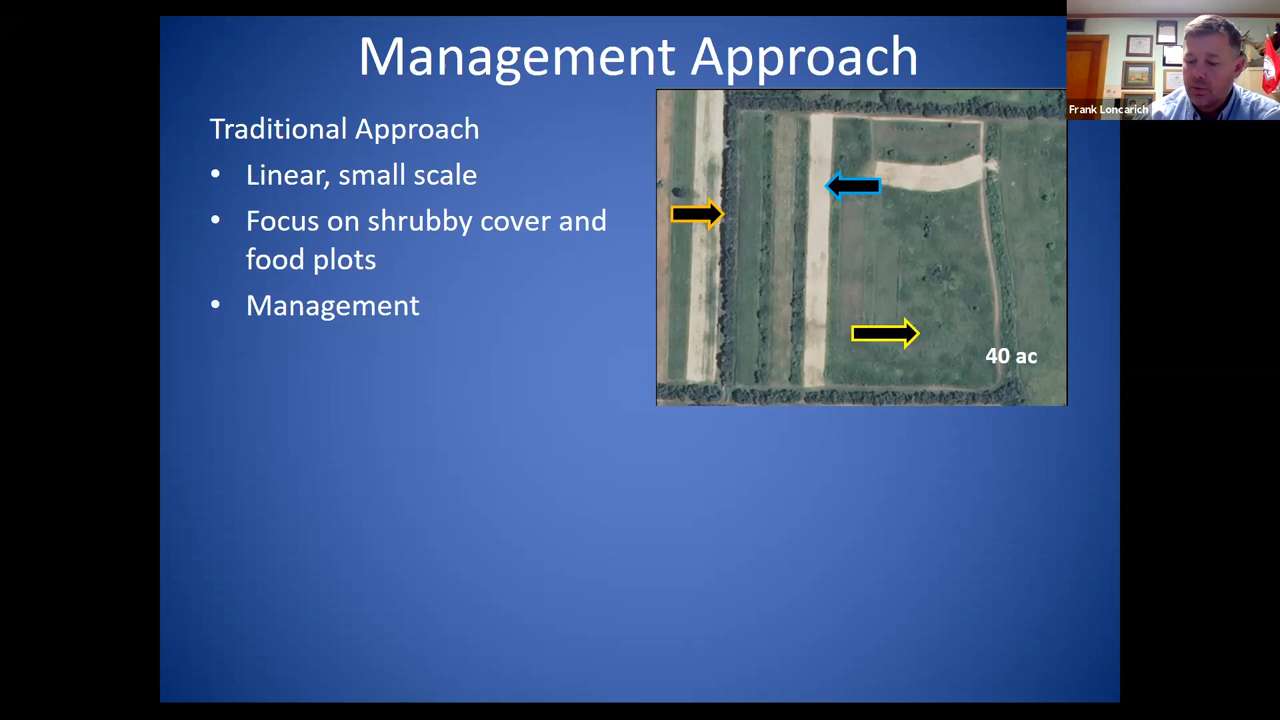 Management Approach
Traditional Approach
• Linear, small scale
• Focus on shrubby cover and
food plots
• Management
40 ac
Frank Loncarich